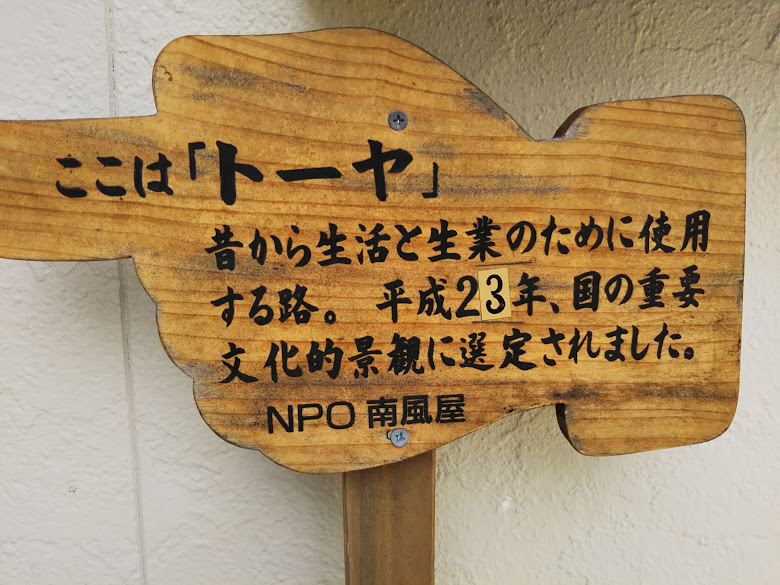 ここは「トーヤ」
昔から生活と生業のために使用
する路。 平成23年、国の重要
文化的景観に選定されました。
NPO 南風屋